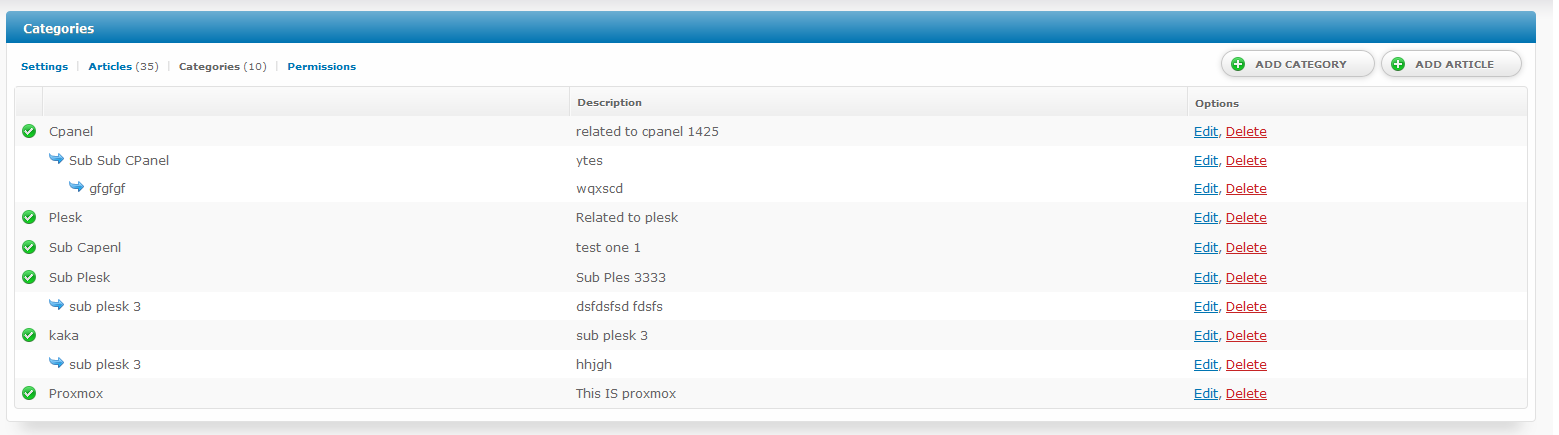 Categories
Settings | Articles (35) | Categories (10) | Permissions ADD CATEGORY ADD ARTICLE
Description Options
Cpanel related to cpanel 1425 Edit, Delete
Sub Sub CPanel ytes Edit, Delete
gfgfgf wqxscd Edit, Delete
Plesk Related to plesk Edit, Delete
Sub Capenl test one 1 Edit, Delete
Sub Plesk Sub Ples 3333 Edit, Delete
sub plesk 3 dsfdsfsd fdsfs Edit, Delete
kaka sub plesk 3 Edit, Delete
sub plesk 3 hhjgh Edit, Delete
Proxmox This IS proxmox Edit, Delete